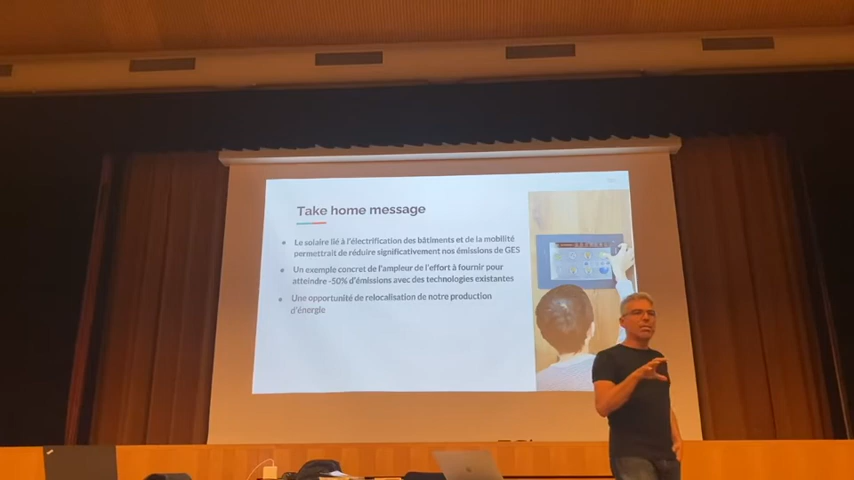 Take home message
Le solaire lié à l'électrification des bâtiments et de la mobilité
permettrait de réduire significativement nos émissions de GES
Un exemple concret de l'ampleur de l'effort à fournir pour
atteindre -50% d'émissions avec des technologies existantes
Une opportunité de relocalisation de notre production
d'énergie